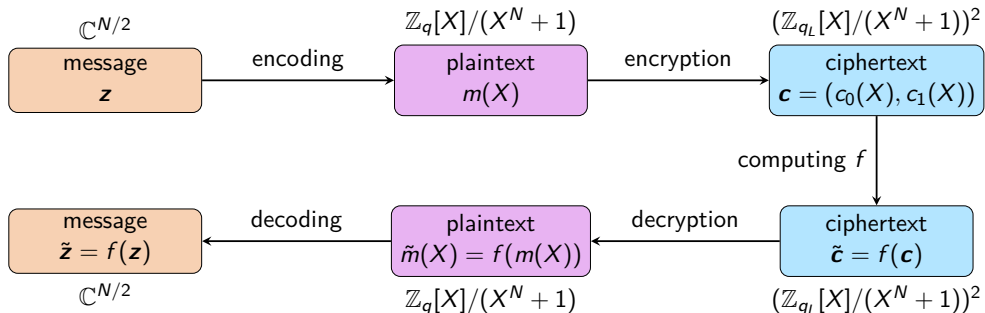 ℂ^{N/2}
ℤ_q[X]/(X^N + 1)
(ℤ_{q_L}[X]/(X^N + 1))^2
message
z
encoding
plaintext
m(X)
encryption
ciphertext
c = (c_0(X), c_1(X))
computing f
message
z̃ = f(z)
decoding
plaintext
m̃(X) = f(m(X))
decryption
ciphertext
c̃ = f(c)
ℂ^{N/2}
ℤ_q[X]/(X^N + 1)
(ℤ_{q_l}[X]/(X^N + 1))^2